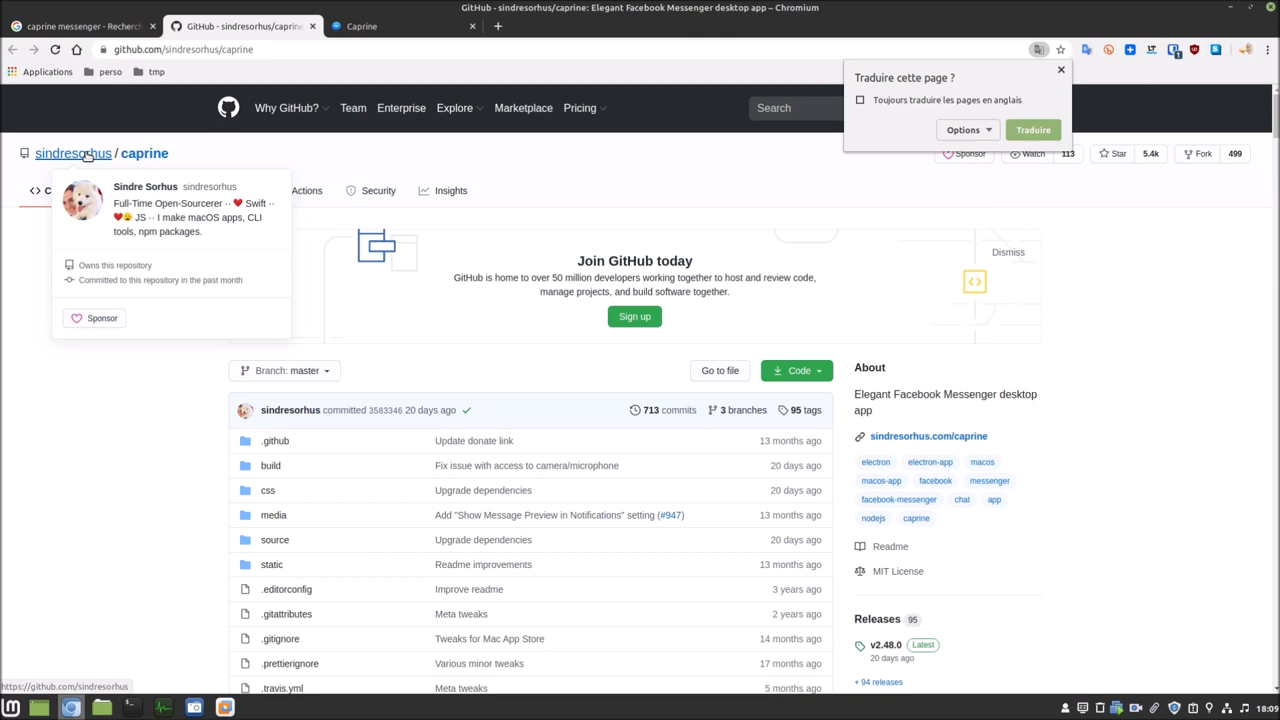 GitHub - sindresorhus/caprine: Elegant Facebook Messenger desktop app – Chromium
caprine messenger - Recherch
GitHub - sindresorhus/caprine
Caprine
github.com/sindresorhus/caprine
Applications
perso
tmp
Traduire cette page ?
Toujours traduire les pages en anglais
Options
Traduire
Why GitHub?
Team
Enterprise
Explore
Marketplace
Pricing
Search
sindresorhus / caprine
Sponsor
Watch 113
Star 5.4k
Fork 499
<> C
Actions
Security
Insights
Sindre Sorhus sindresorhus
Full-Time Open-Sourcerer ·· ❤️ Swift ··
❤️😛 JS ·· I make macOS apps, CLI
tools, npm packages.
Owns this repository
Committed to this repository in the past month
Sponsor
Join GitHub today
GitHub is home to over 50 million developers working together to host and review code,
manage projects, and build software together.
Sign up
Dismiss
Branch: master
Go to file
Code
sindresorhus committed 3583346 20 days ago
713 commits
3 branches
95 tags
.github Update donate link 13 months ago
build Fix issue with access to camera/microphone 20 days ago
css Upgrade dependencies 20 days ago
media Add "Show Message Preview in Notifications" setting (#947) 13 months ago
source Upgrade dependencies 20 days ago
static Readme improvements 13 months ago
.editorconfig Improve readme 3 years ago
.gitattributes Meta tweaks 2 years ago
.gitignore Tweaks for Mac App Store 14 months ago
.prettierignore Various minor tweaks 17 months ago
.travis.yml Meta tweaks 5 months ago
About
Elegant Facebook Messenger desktop
app
sindresorhus.com/caprine
electron electron-app macos
macos-app facebook messenger
facebook-messenger chat app
nodejs caprine
Readme
MIT License
Releases 95
v2.48.0 Latest
20 days ago
+ 94 releases
https://github.com/sindresorhus
18:09